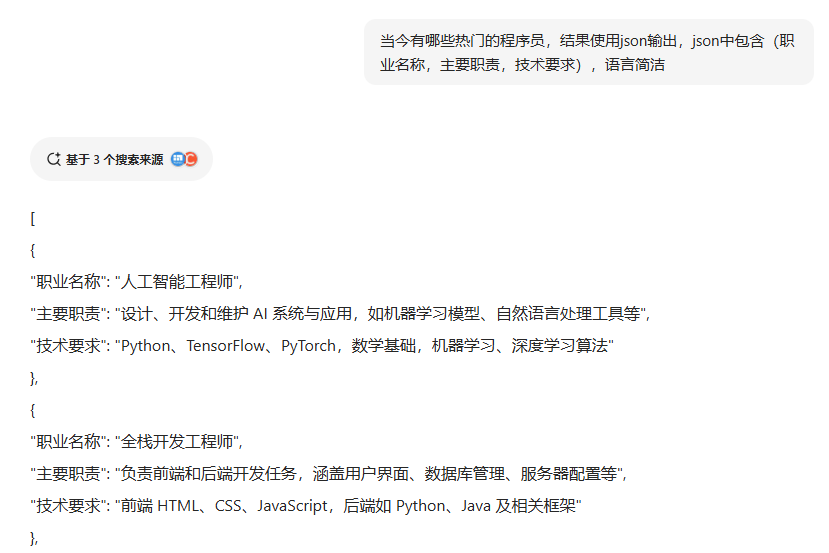 当今有哪些热门的程序员，结果使用json输出，json中包含（职
业名称，主要职责，技术要求），语言简洁
基于 3 个搜索来源
[
{
"职业名称": "人工智能工程师",
"主要职责": "设计、开发和维护 AI 系统与应用，如机器学习模型、自然语言处理工具等",
"技术要求": "Python、TensorFlow、PyTorch，数学基础，机器学习、深度学习算法"
},
{
"职业名称": "全栈开发工程师",
"主要职责": "负责前端和后端开发任务，涵盖用户界面、数据库管理、服务器配置等",
"技术要求": "前端 HTML、CSS、JavaScript，后端如 Python、Java 及相关框架"
},